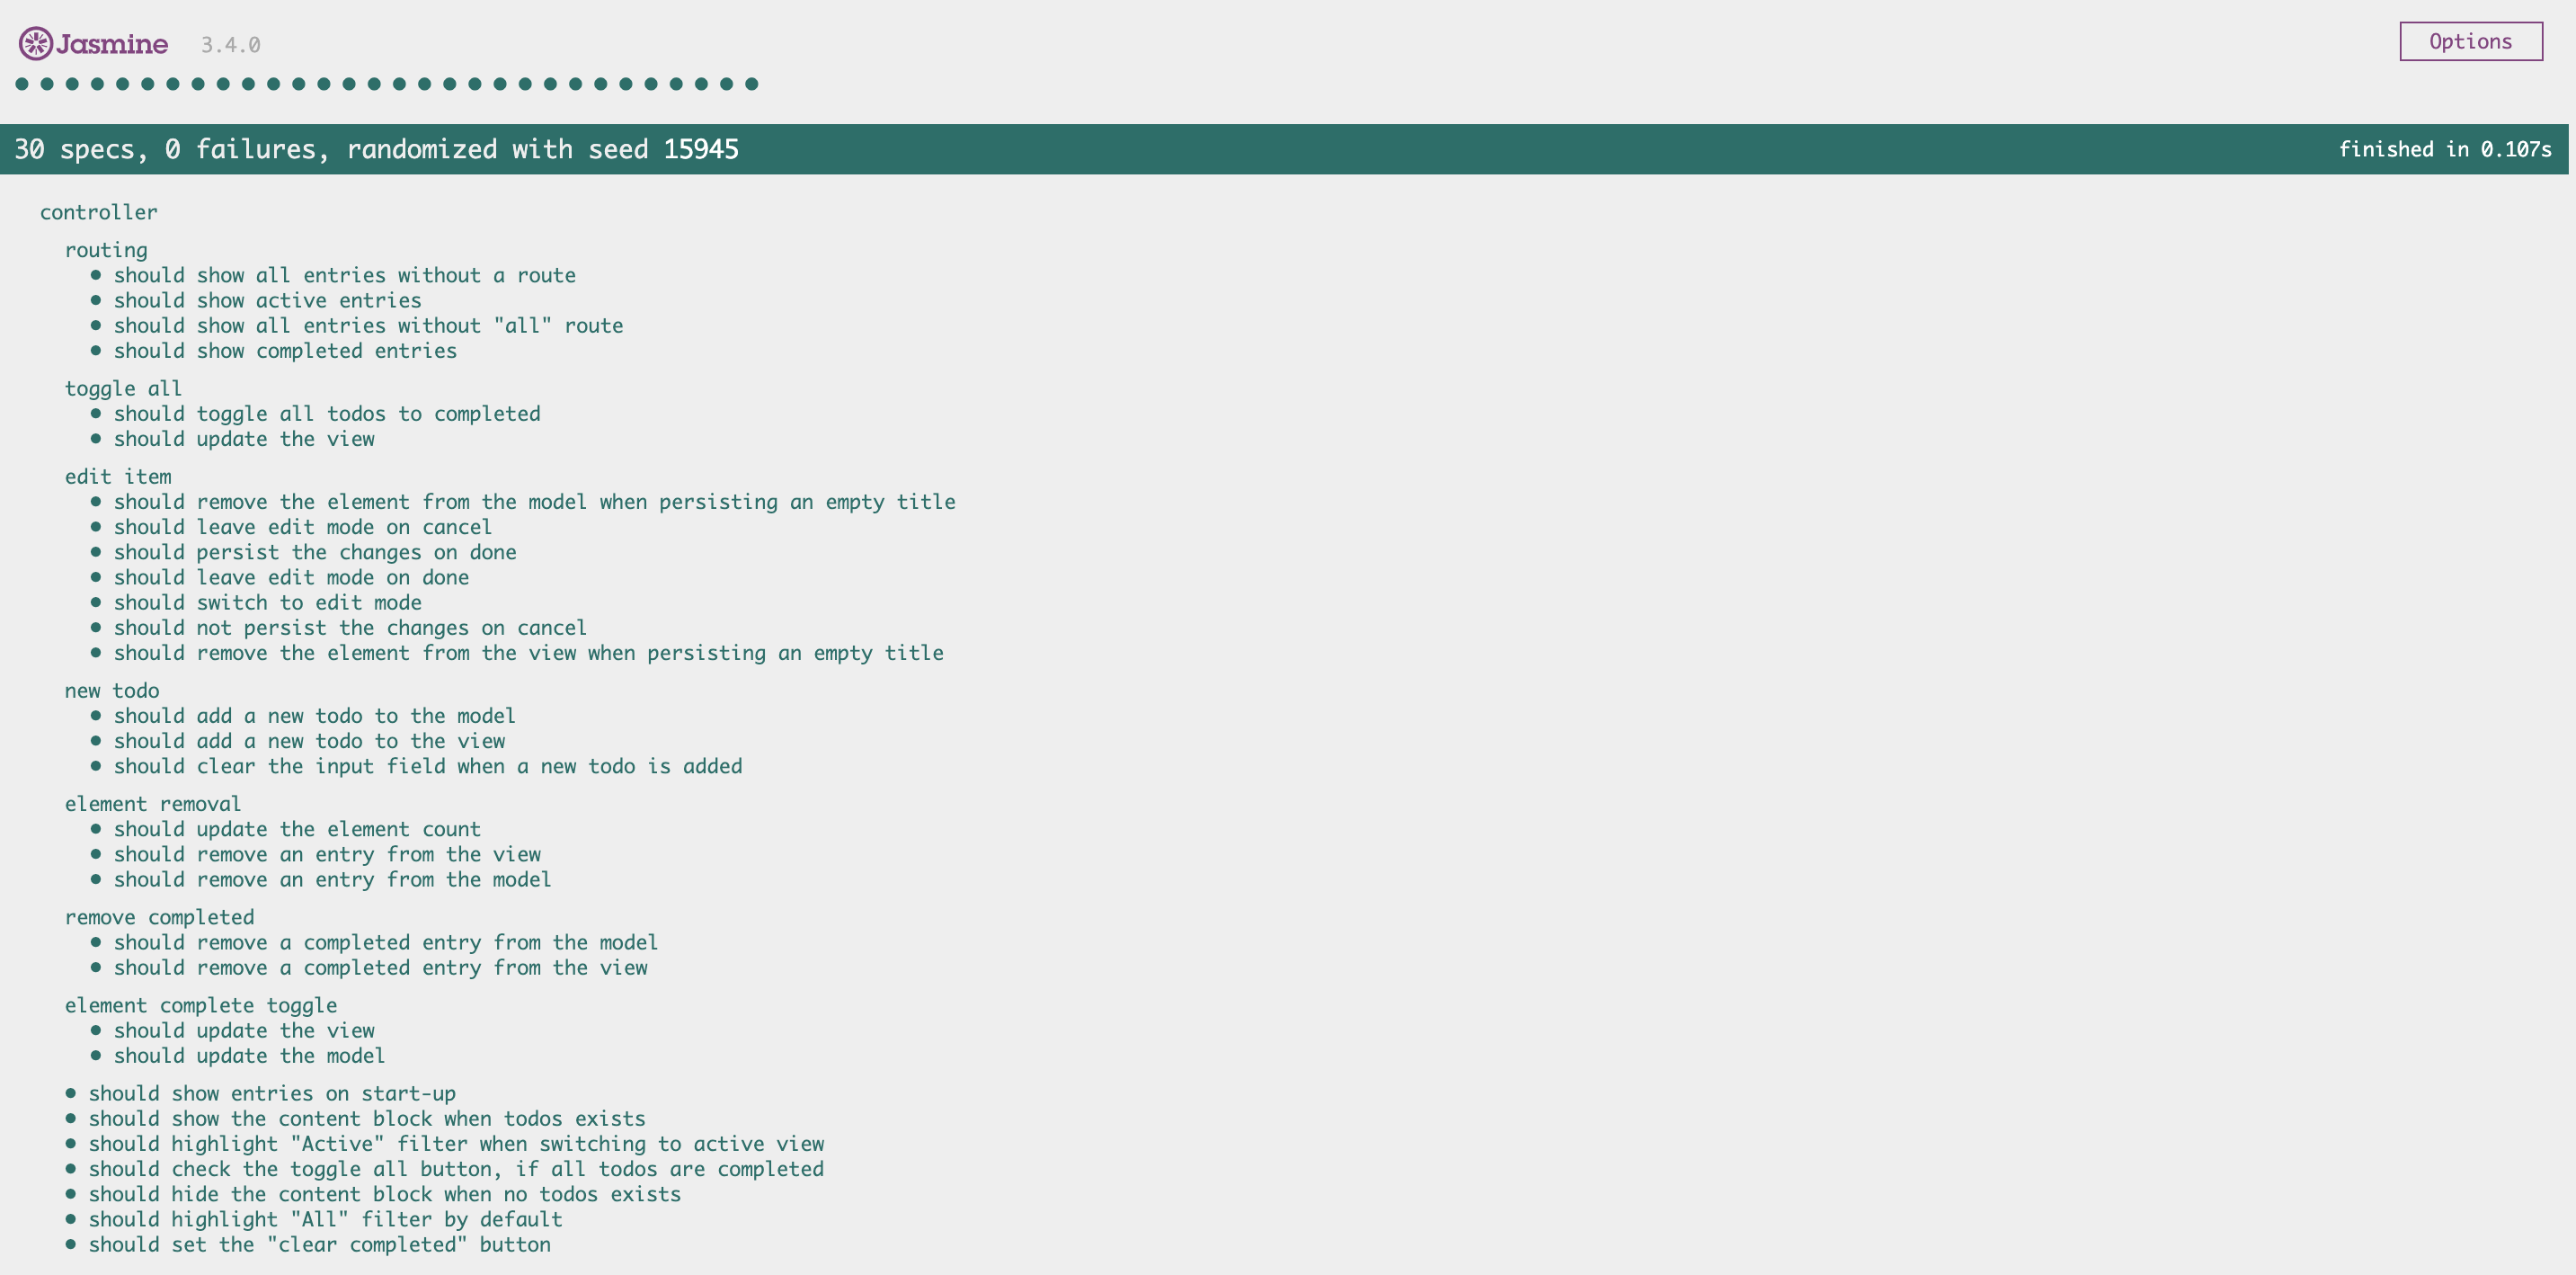 Jasmine 3.4.0 Options
30 specs, 0 failures, randomized with seed 15945 finished in 0.107s
controller
routing
• should show all entries without a route
• should show active entries
• should show all entries without "all" route
• should show completed entries
toggle all
• should toggle all todos to completed
• should update the view
edit item
• should remove the element from the model when persisting an empty title
• should leave edit mode on cancel
• should persist the changes on done
• should leave edit mode on done
• should switch to edit mode
• should not persist the changes on cancel
• should remove the element from the view when persisting an empty title
new todo
• should add a new todo to the model
• should add a new todo to the view
• should clear the input field when a new todo is added
element removal
• should update the element count
• should remove an entry from the view
• should remove an entry from the model
remove completed
• should remove a completed entry from the model
• should remove a completed entry from the view
element complete toggle
• should update the view
• should update the model
• should show entries on start-up
• should show the content block when todos exists
• should highlight "Active" filter when switching to active view
• should check the toggle all button, if all todos are completed
• should hide the content block when no todos exists
• should highlight "All" filter by default
• should set the "clear completed" button